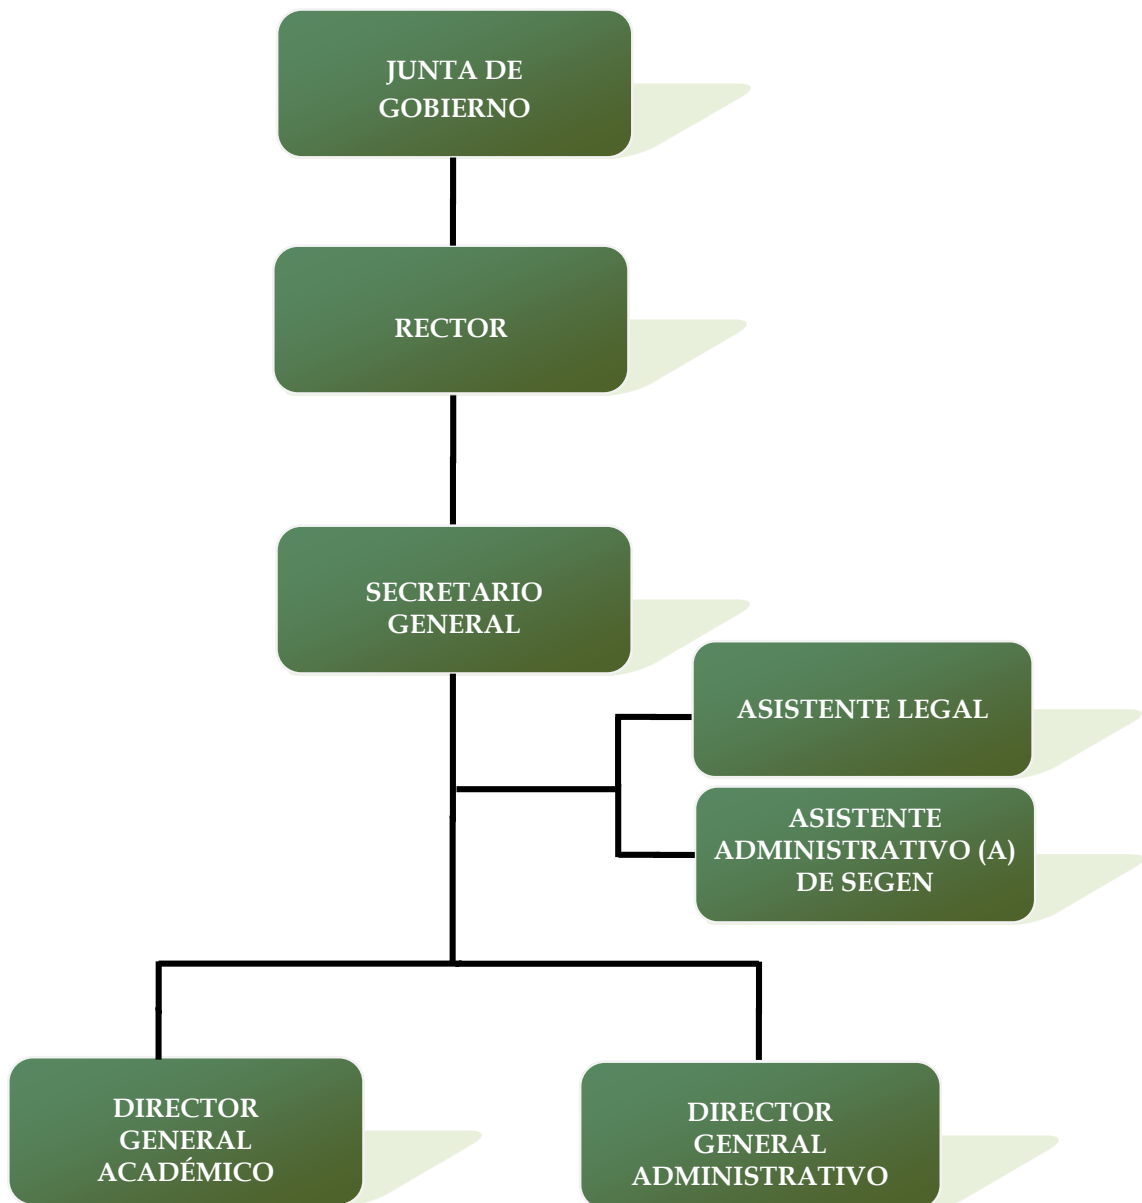 JUNTA DE
GOBIERNO
RECTOR
SECRETARIO
GENERAL
ASISTENTE LEGAL
ASISTENTE
ADMINISTRATIVO (A)
DE SEGEN
DIRECTOR
GENERAL
ACADÉMICO
DIRECTOR
GENERAL
ADMINISTRATIVO